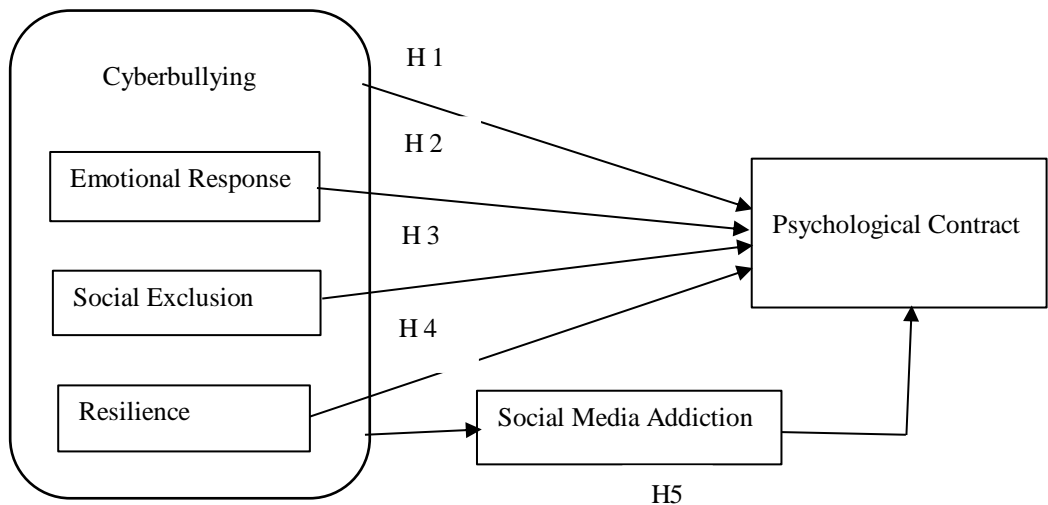 H 1
Cyberbullying
H 2
Emotional Response
Psychological Contract
H 3
Social Exclusion
H 4
Resilience
Social Media Addiction
H5